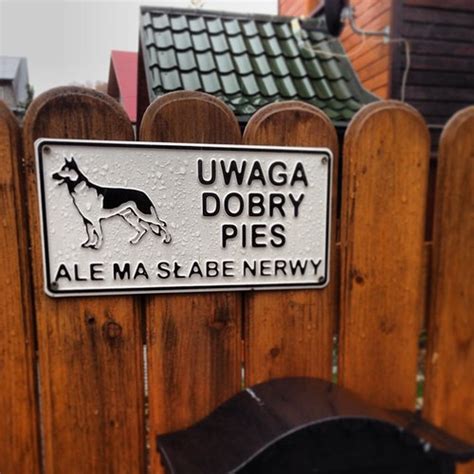 UWAGA
DOBRY
PIES
ALE MA SŁABE NERWY